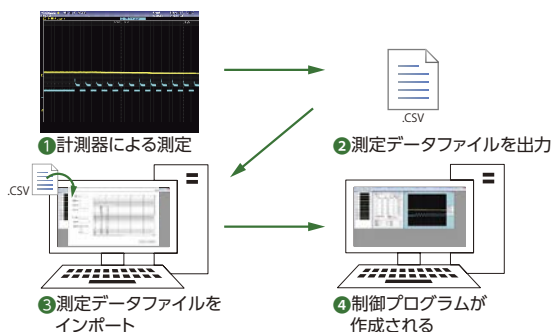 ❶計測器による測定
.CSV
❷測定データファイルを出力
.CSV
❸測定データファイルを
インポート
❹制御プログラムが
作成される